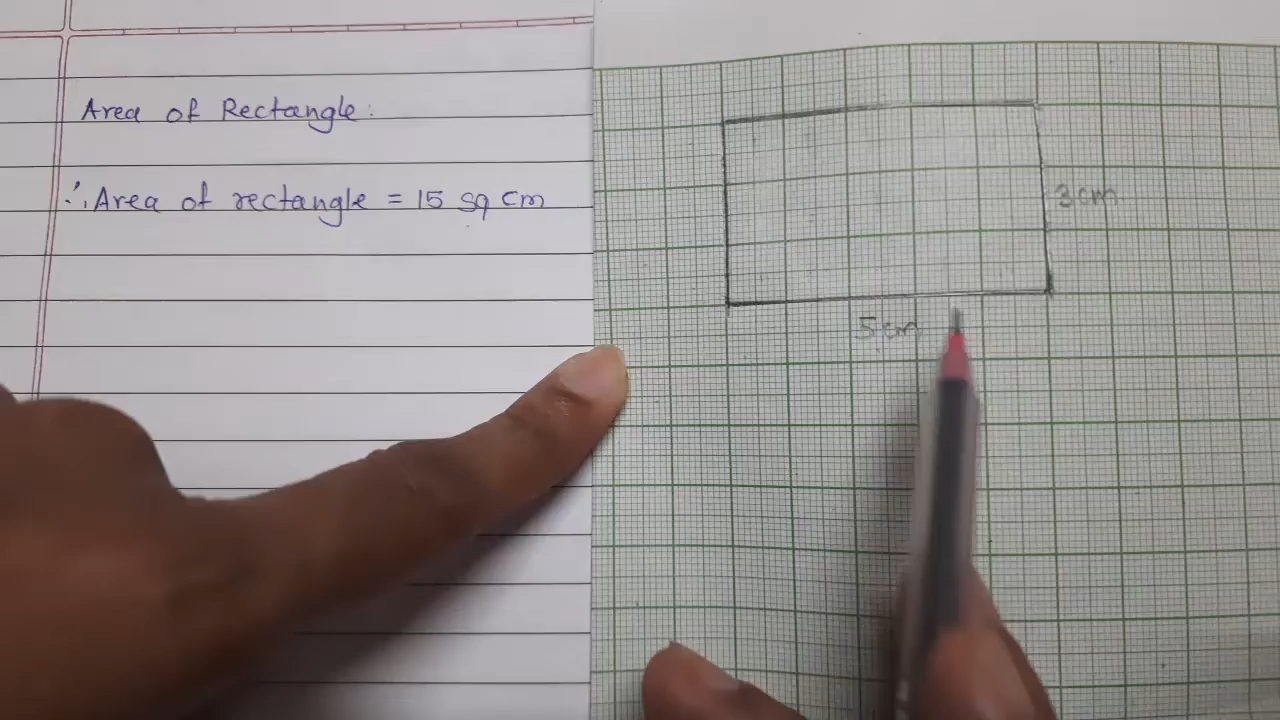 Area of Rectangle:
∴ Area of rectangle = 15 sq cm
3cm
5cm